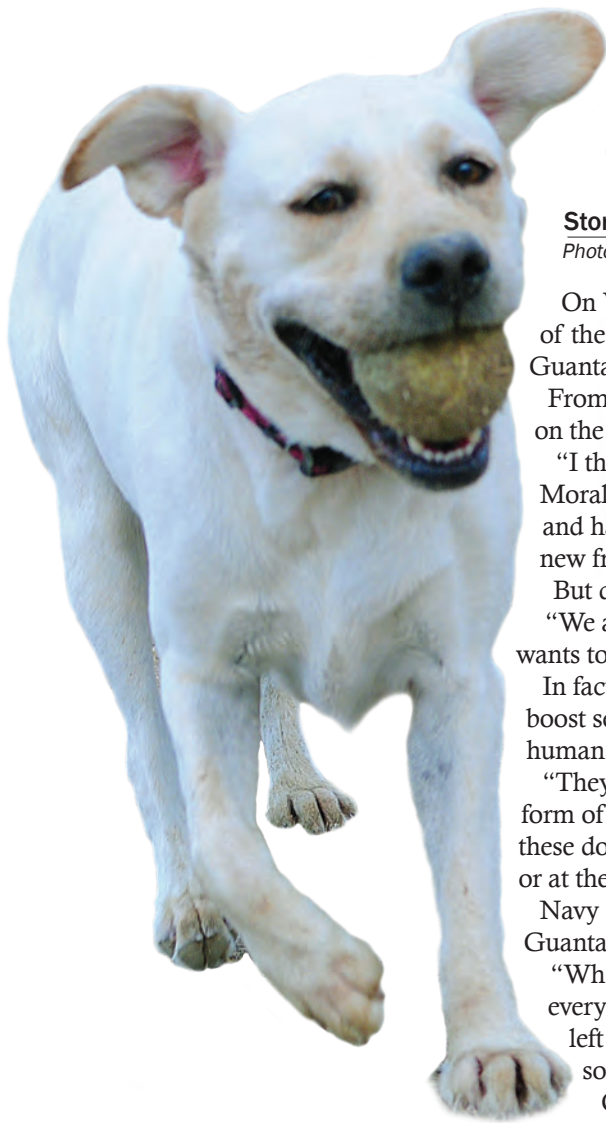 Stor
Photo
On
of the
Guanta
From
on the
“I th
Moral
and ha
new fr
But
“We a
wants to
In fac
boost se
human
“They
form of
these do
or at the
Navy
Guanta
“Wh
every
left
so